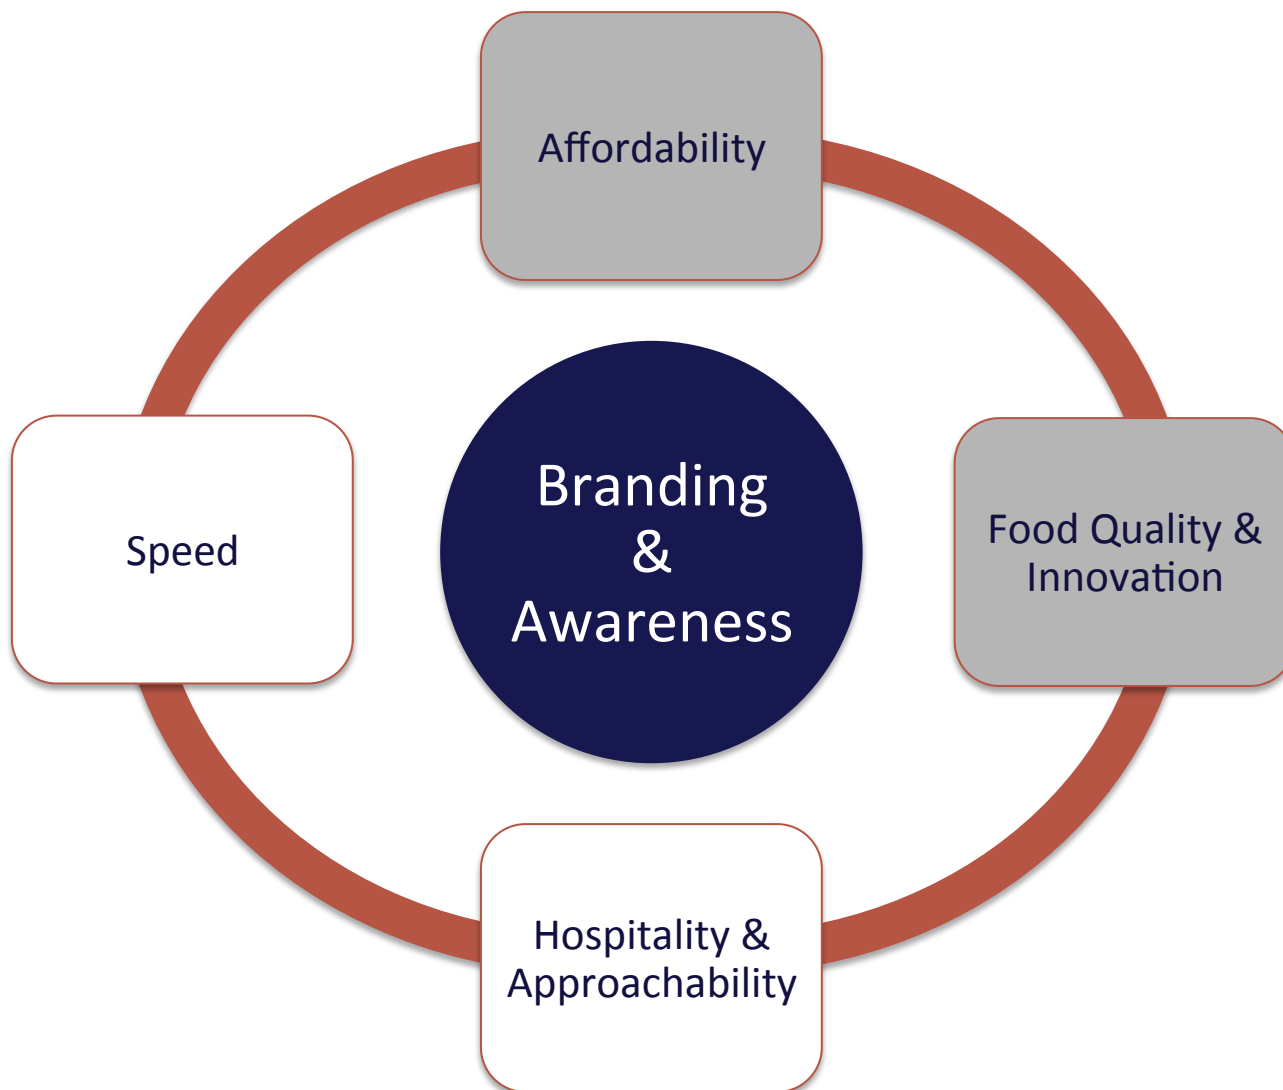 Affordability
Branding
&
Awareness
Speed
Food Quality &
Innovation
Hospitality &
Approachability